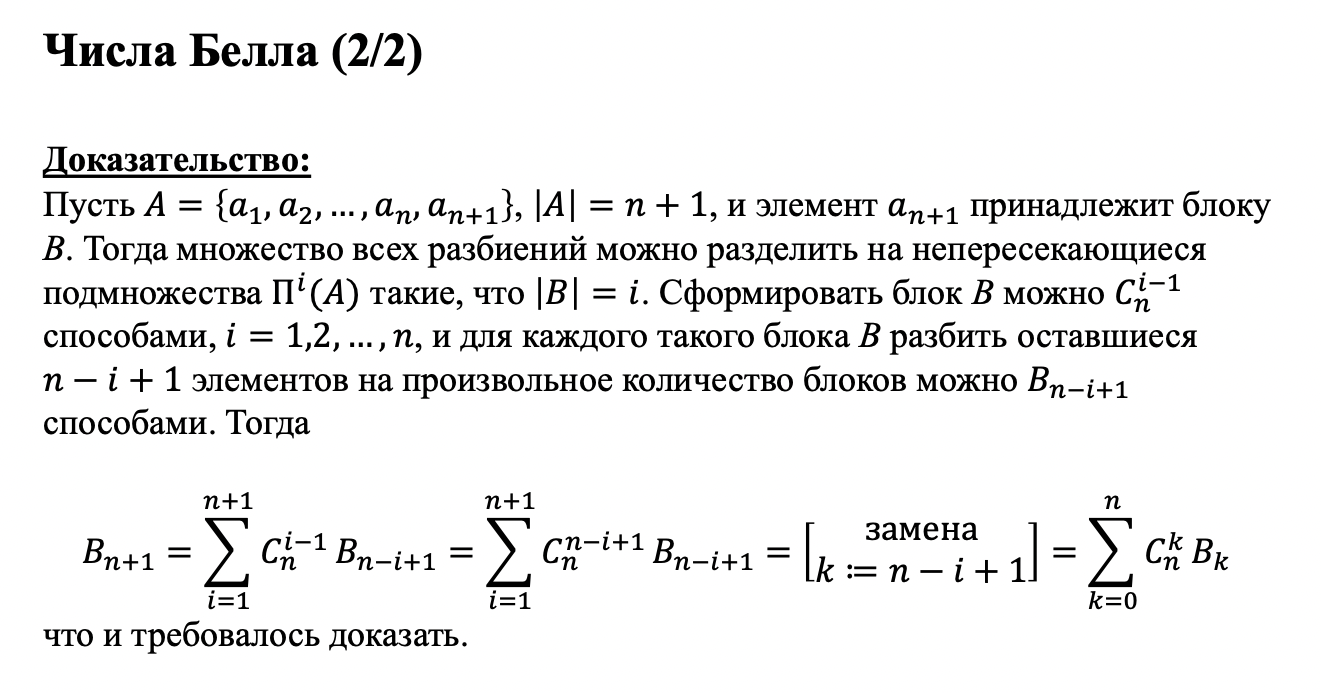 Числа Белла (2/2)
Доказательство:
Пусть A = {a₁, a₂, …, aₙ, aₙ₊₁}, |A| = n + 1, и элемент aₙ₊₁ принадлежит блоку
B. Тогда множество всех разбиений можно разделить на непересекающиеся
подмножества Πⁱ(A) такие, что |B| = i. Сформировать блок B можно Cₙⁱ⁻¹
способами, i = 1,2, …, n, и для каждого такого блока B разбить оставшиеся
n − i + 1 элементов на произвольное количество блоков можно Bₙ₋ᵢ₊₁
способами. Тогда
Bₙ₊₁ = ∑_{i=1}^{n+1} Cₙⁱ⁻¹ Bₙ₋ᵢ₊₁ = ∑_{i=1}^{n+1} Cₙⁿ⁻ⁱ⁺¹ Bₙ₋ᵢ₊₁ = [замена k ≔ n − i + 1] = ∑_{k=0}^{n} Cₙᵏ Bₖ
что и требовалось доказать.